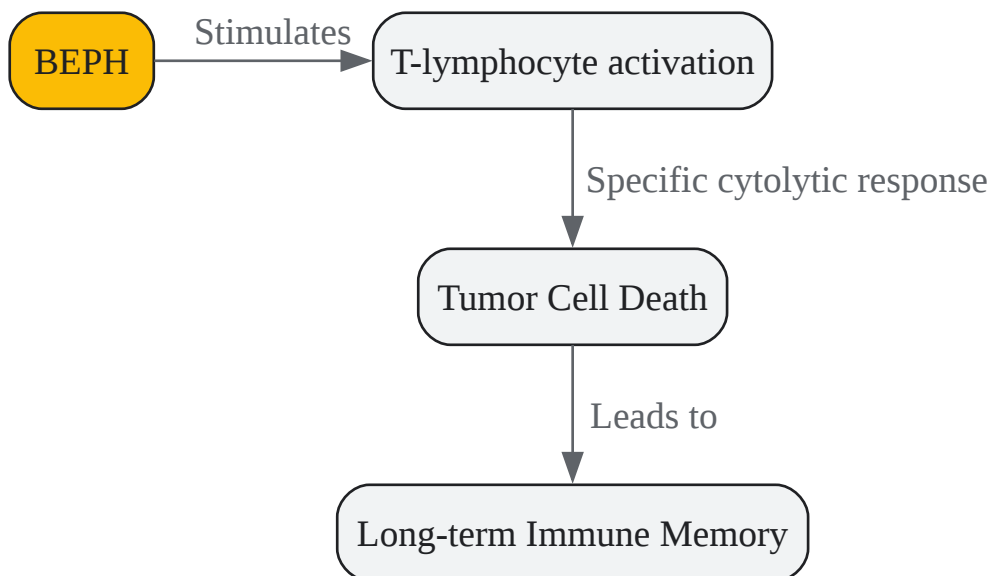 BEPH
Stimulates
T-lymphocyte activation
Specific cytolytic response
Tumor Cell Death
Leads to
Long-term Immune Memory